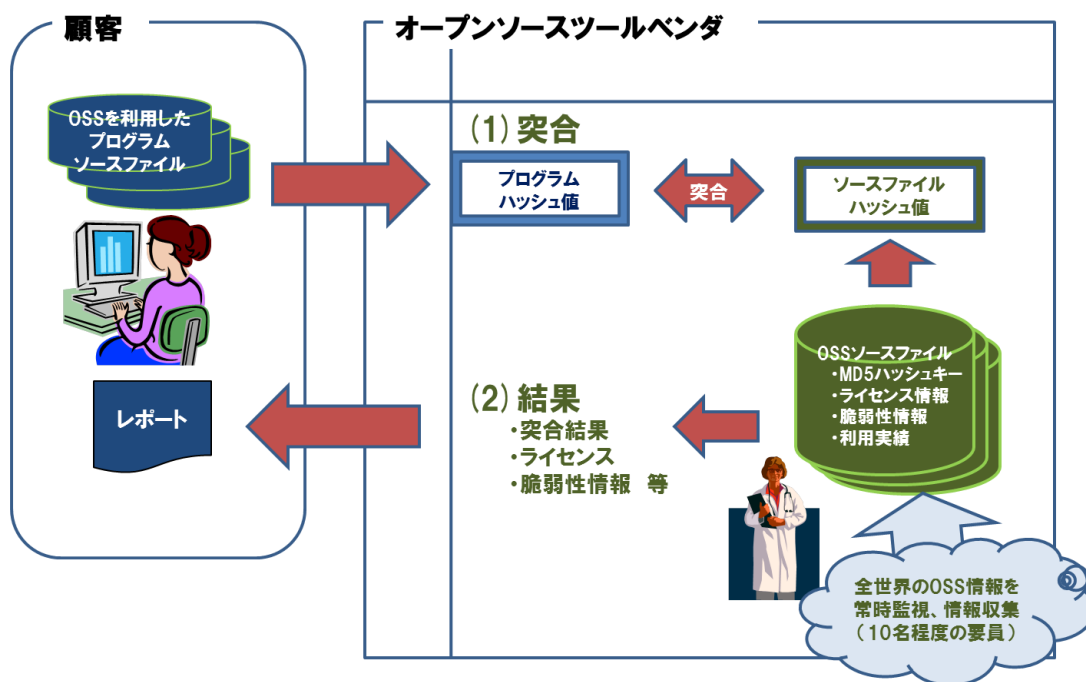 顧客
オープンソースツールベンダ
OSSを利用した
プログラム
ソースファイル
(1)突合
プログラム
ハッシュ値
突合
ソースファイル
ハッシュ値
OSSソースファイル
・MD5ハッシュキー
・ライセンス情報
・脆弱性情報
・利用実績
レポート
(2)結果
・突合結果
・ライセンス
・脆弱性情報 等
全世界のOSS情報を
常時監視、情報収集
（10名程度の要員）